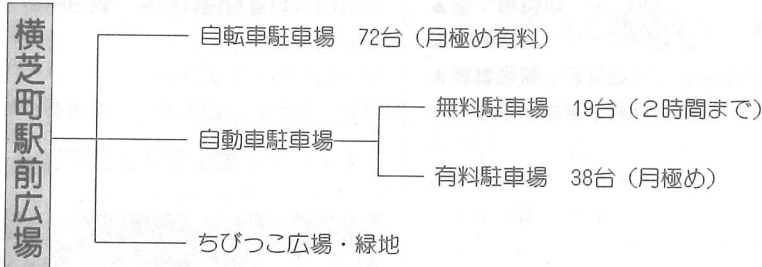 横芝町駅前広場
自転車駐車場 72台（月極め有料）
自動車駐車場
無料駐車場 19台（2時間まで）
有料駐車場 38台（月極め）
ちびっこ広場・緑地